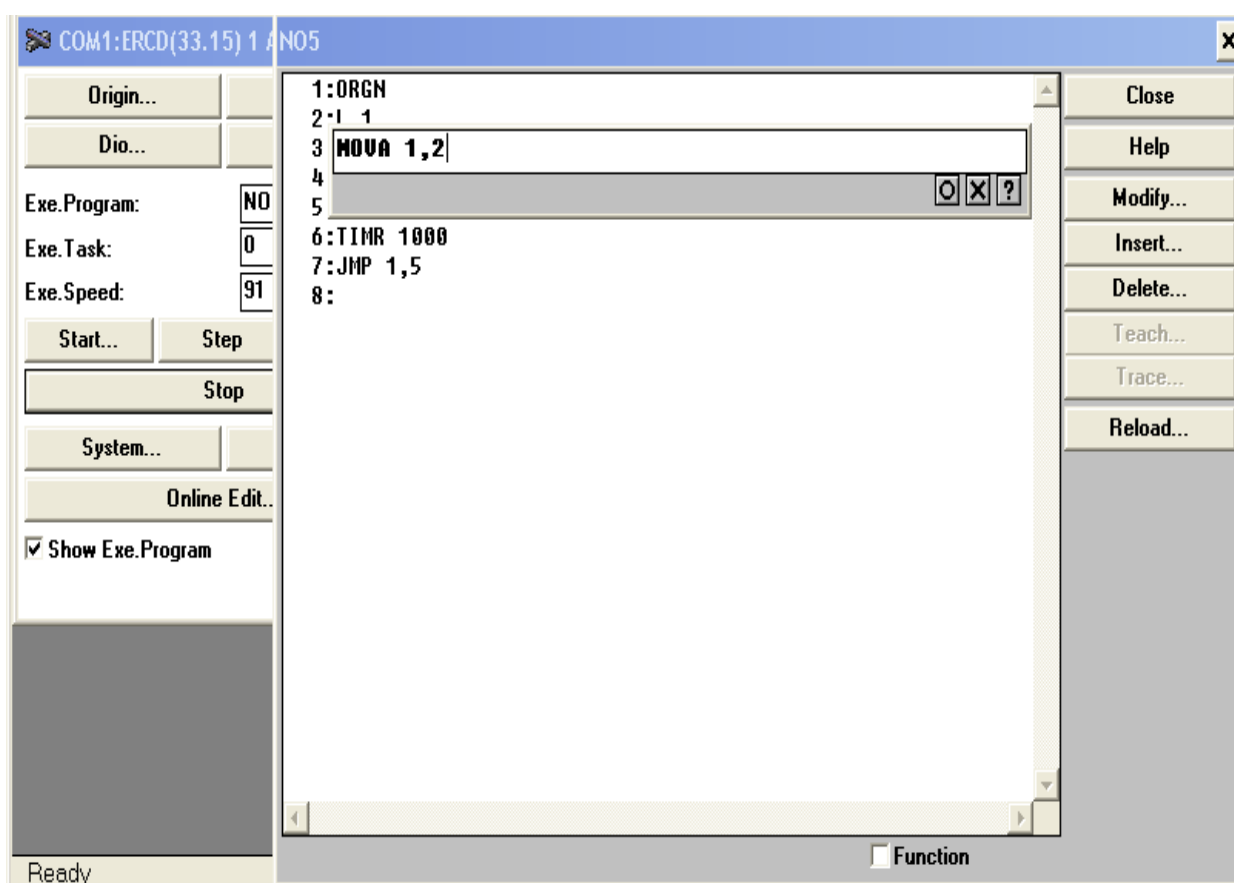 COM1:ERCD(33.15) 1 A
NO5
Origin...
Dio...
Exe.Program:
NO
Exe.Task:
0
Exe.Speed:
91
Start...
Step
Stop
System...
Online Edit..
Show Exe.Program
Ready
1:ORGN
2:L 1
3
MOVA 1,2
4
5
6:TIMR 1000
7:JMP 1,5
8:
O X ?
Close
Help
Modify...
Insert...
Delete...
Teach...
Trace...
Reload...
Function